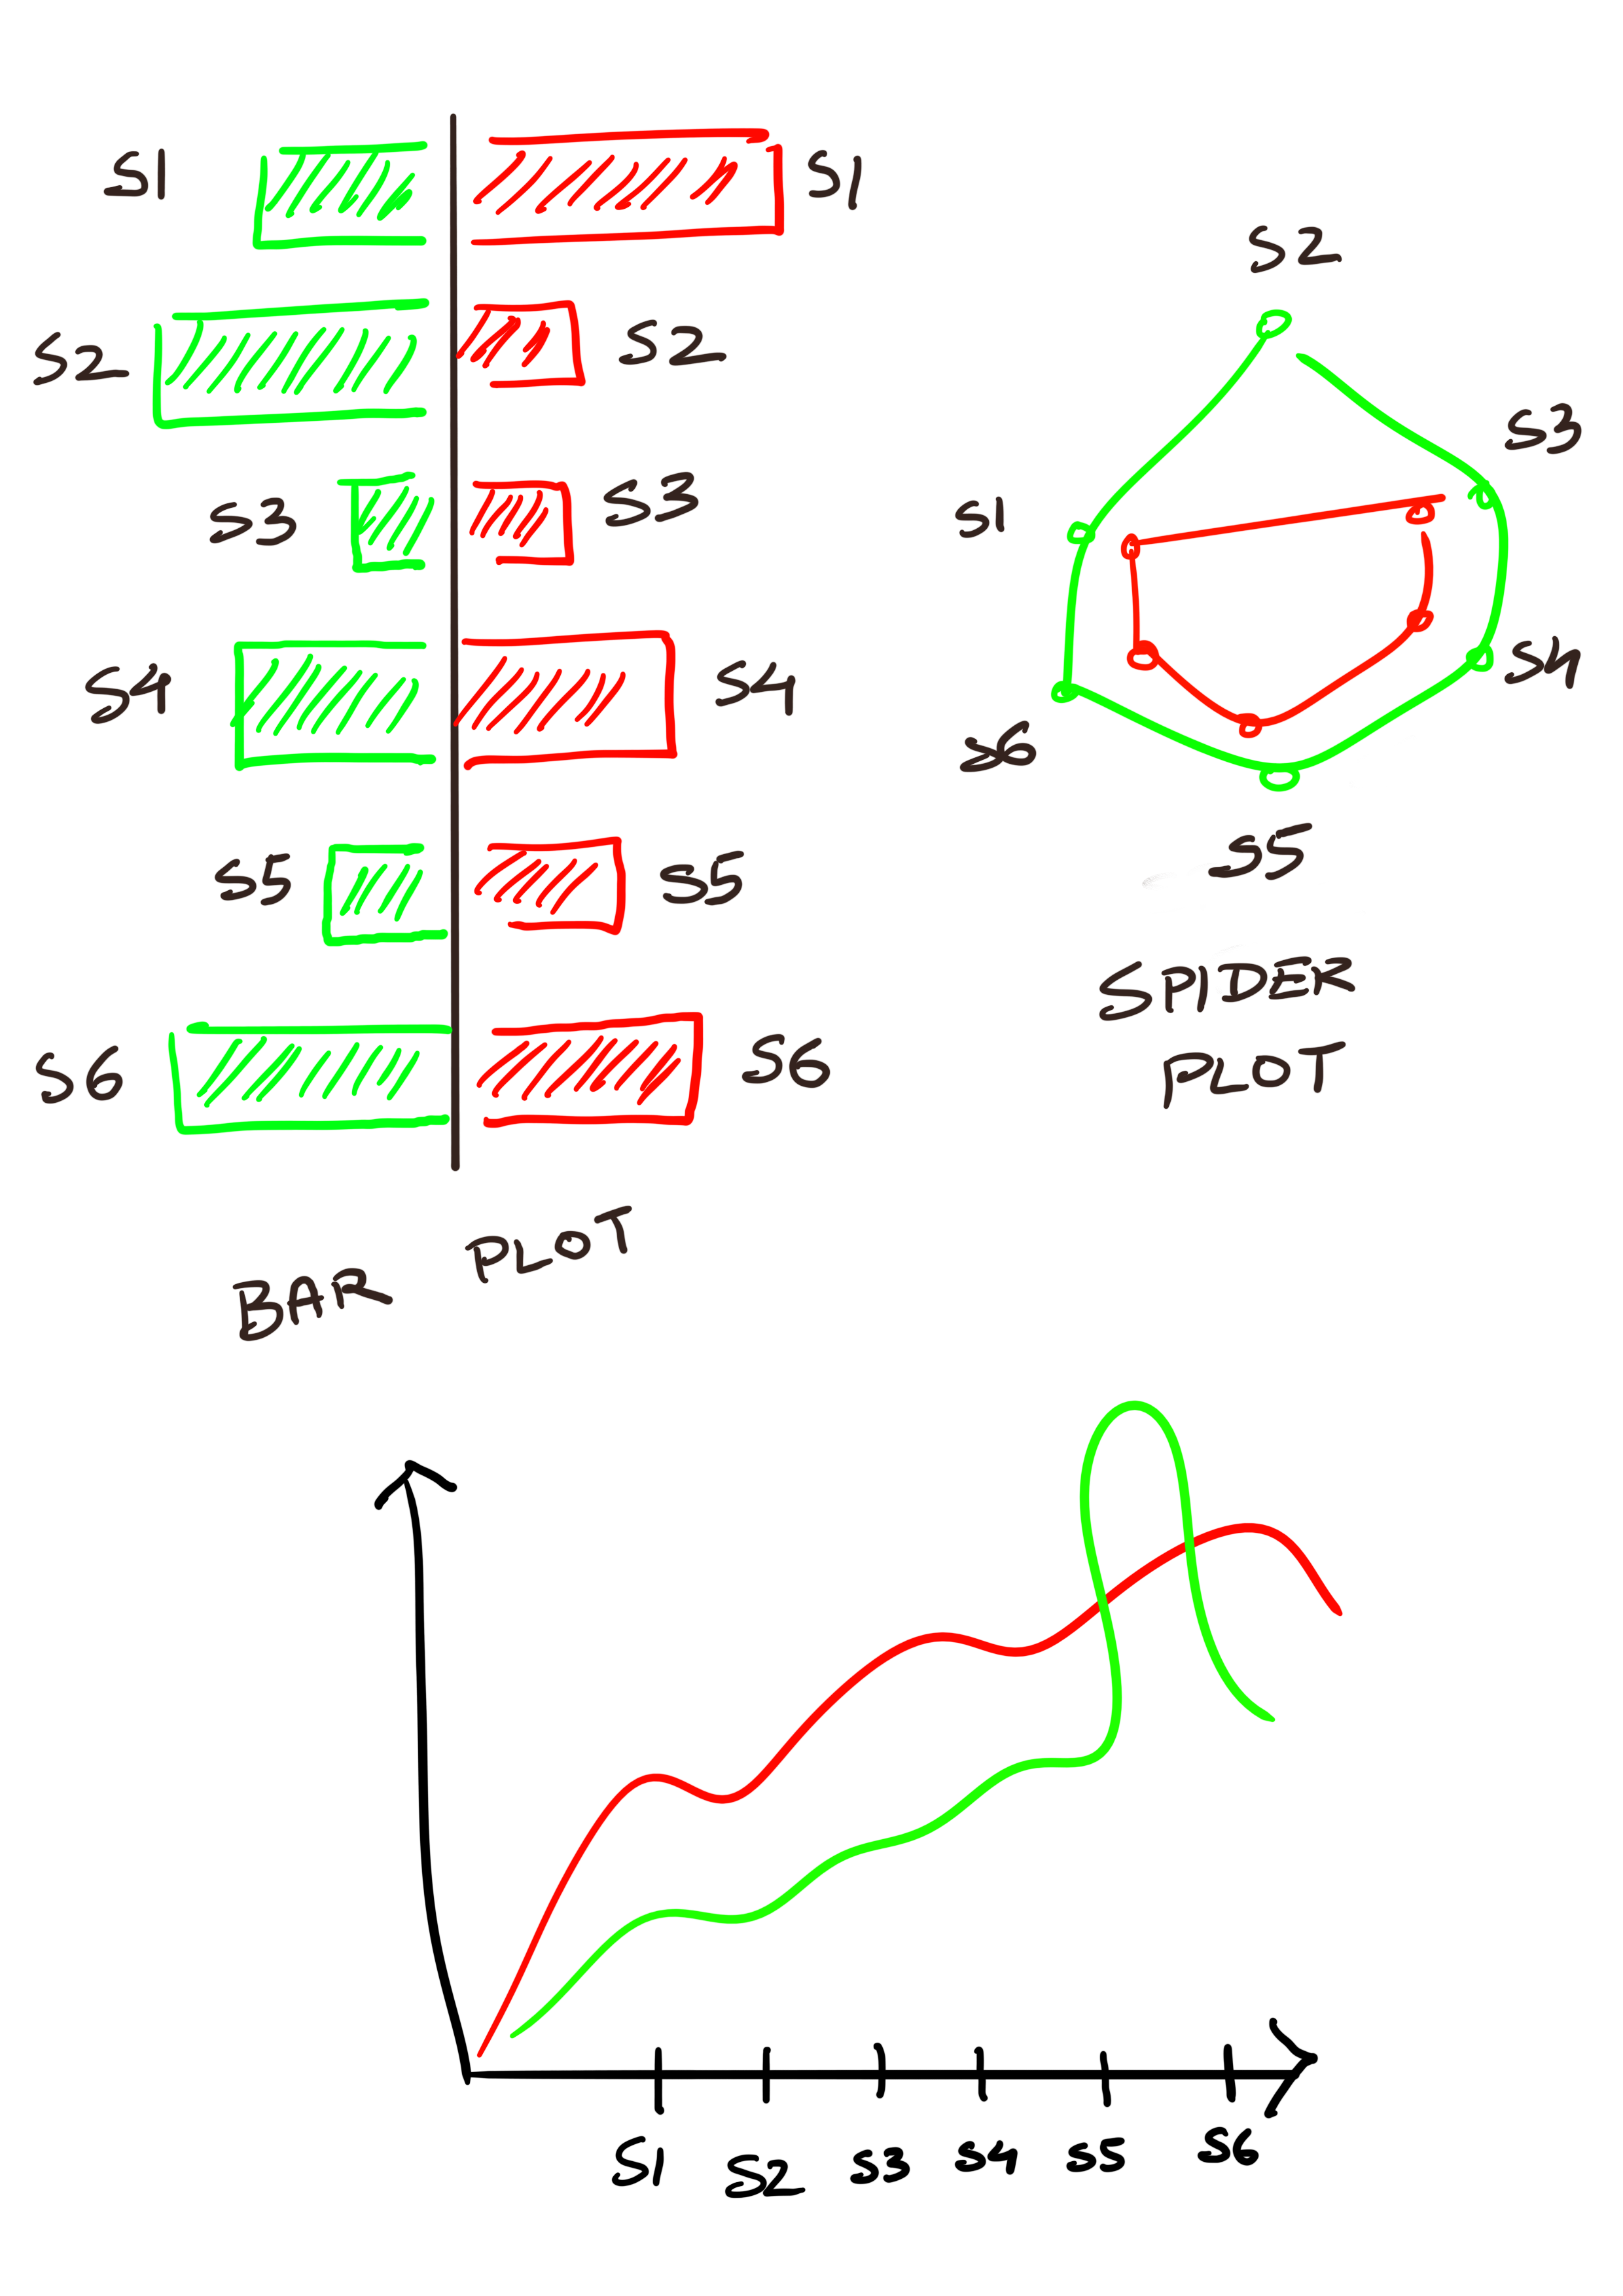 S1 S1
S2 S2
S3 S3
S4 S4
S5 S5
S6 S6
BAR PLOT
S2
S3
S1
S4
S6
S5
SPIDER
PLOT
S1 S2 S3 S4 S5 S6